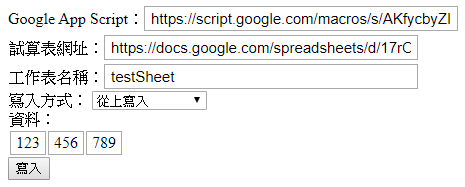 Google App Script：https://script.google.com/macros/s/AKfycbyZI
試算表網址：https://docs.google.com/spreadsheets/d/17rC
工作表名稱：testSheet
寫入方式：從上寫入
資料：
123 456 789
寫入